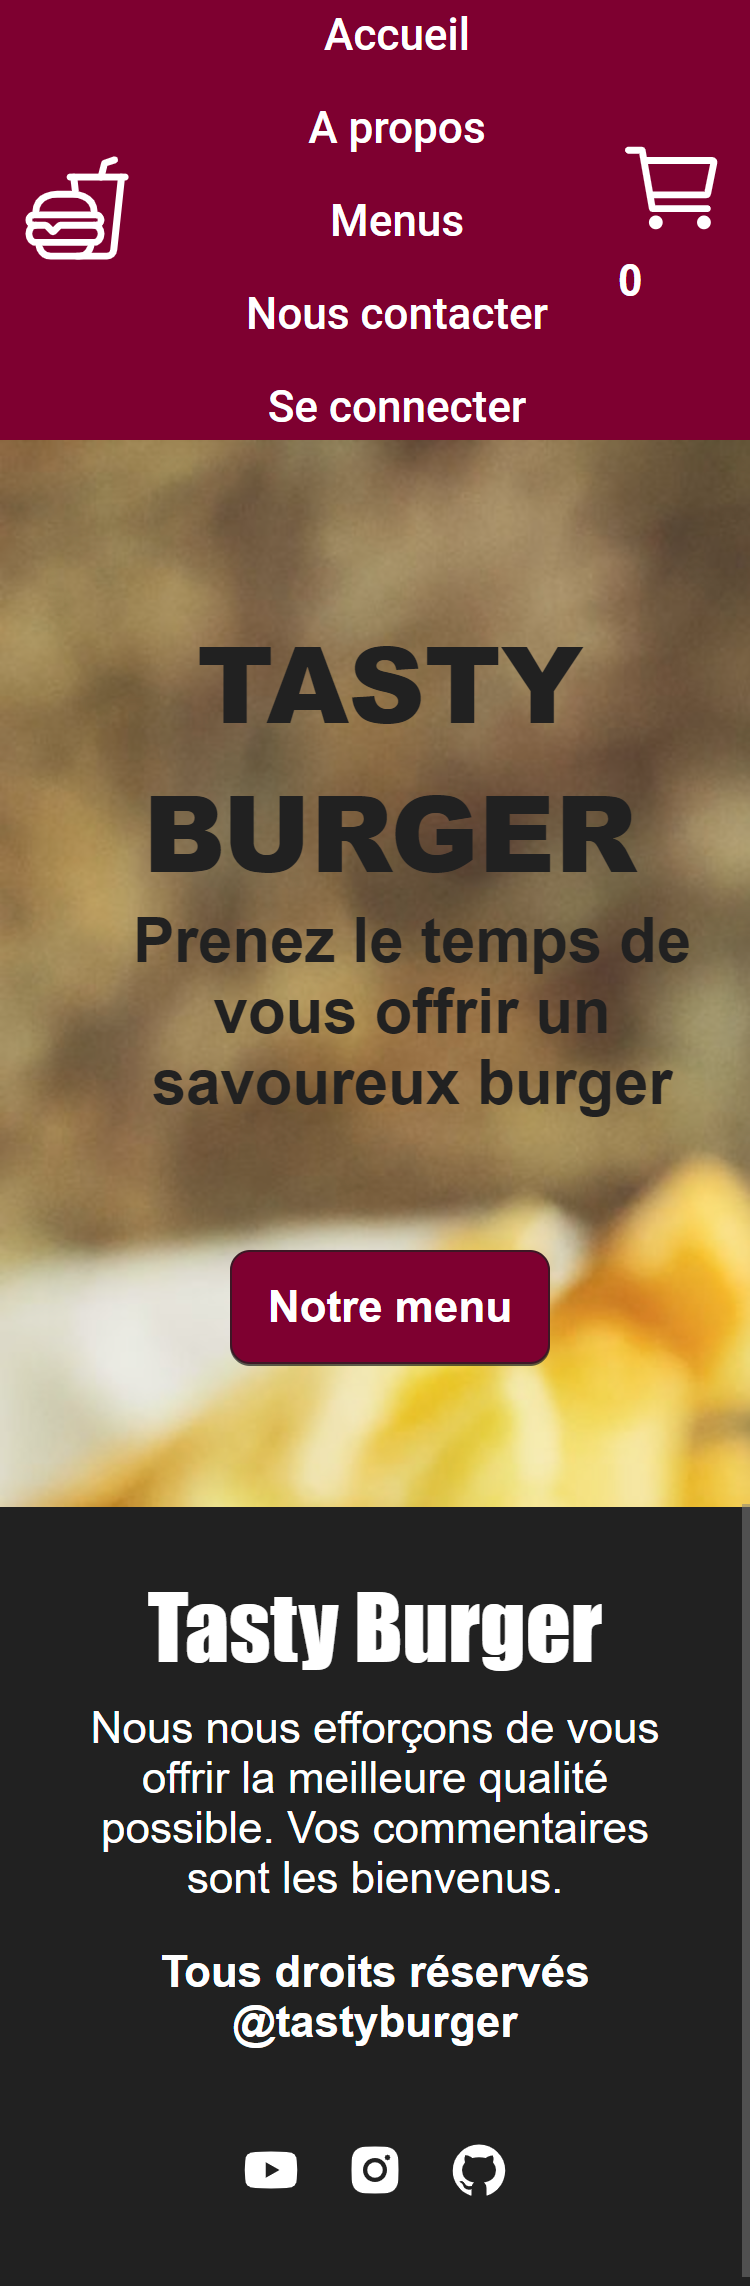 Accueil
A propos
Menus
Nous contacter
Se connecter
0
TASTY
BURGER
Prenez le temps de
vous offrir un
savoureux burger
Notre menu
Tasty Burger
Nous nous efforçons de vous
offrir la meilleure qualité
possible. Vos commentaires
sont les bienvenus.
Tous droits réservés
@tastyburger